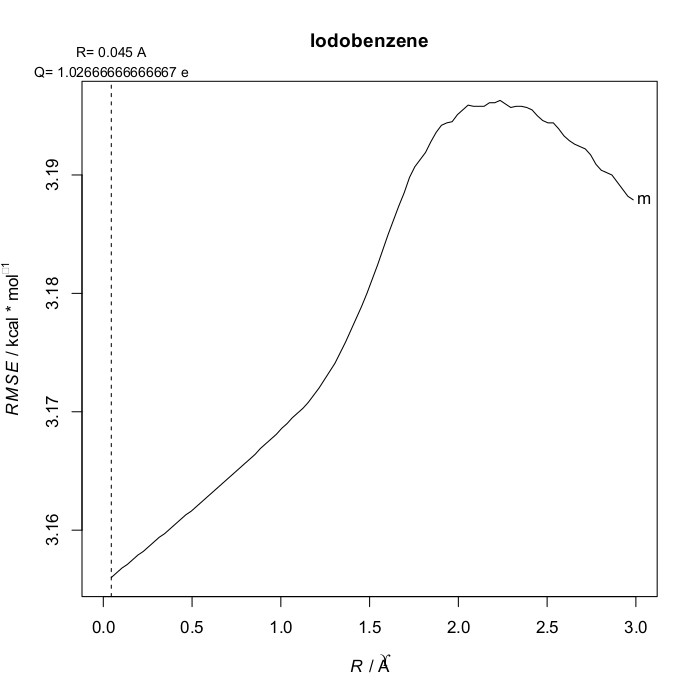 Iodobenzene
R= 0.045 A
Q= 1.02666666666667 e
3.19
3.18
3.17
3.16
RMSE / kcal * mol
m
0.0 0.5 1.0 1.5 2.0 2.5 3.0
R / Å